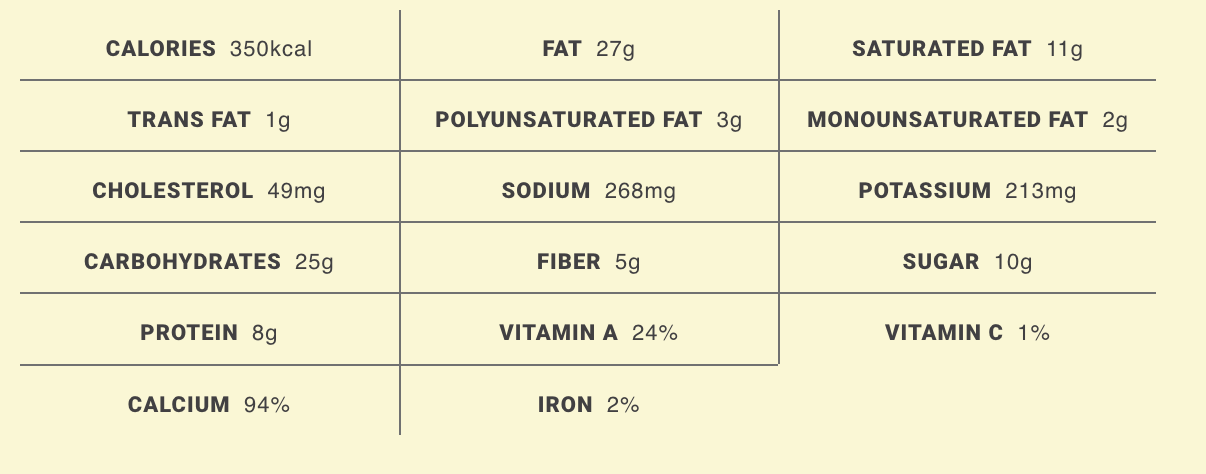 CALORIES 350kcal FAT 27g SATURATED FAT 11g
TRANS FAT 1g POLYUNSATURATED FAT 3g MONOUNSATURATED FAT 2g
CHOLESTEROL 49mg SODIUM 268mg POTASSIUM 213mg
CARBOHYDRATES 25g FIBER 5g SUGAR 10g
PROTEIN 8g VITAMIN A 24% VITAMIN C 1%
CALCIUM 94% IRON 2%